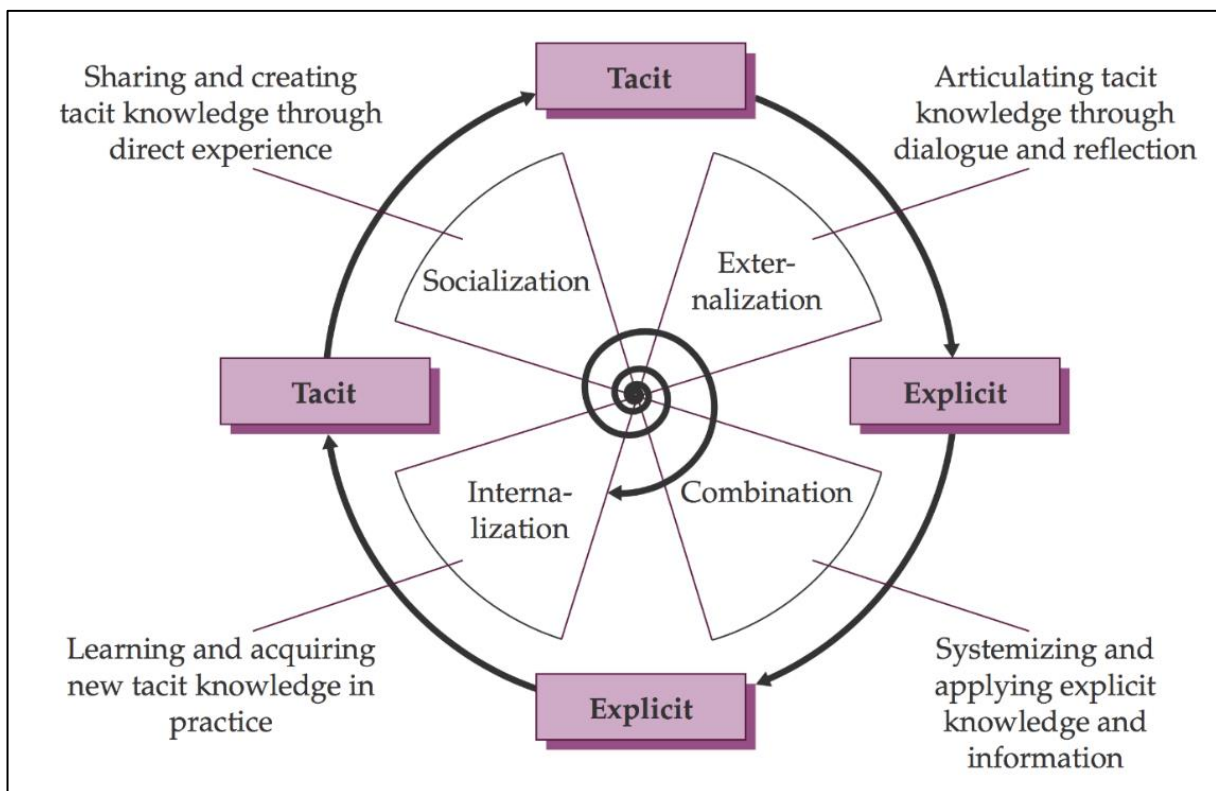 Tacit
Sharing and creating
tacit knowledge through
direct experience
Articulating tacit
knowledge through
dialogue and reflection
Socialization
Exter-
nalization
Tacit
Explicit
Interna-
lization
Combination
Learning and acquiring
new tacit knowledge in
practice
Explicit
Systemizing and
applying explicit
knowledge and
information